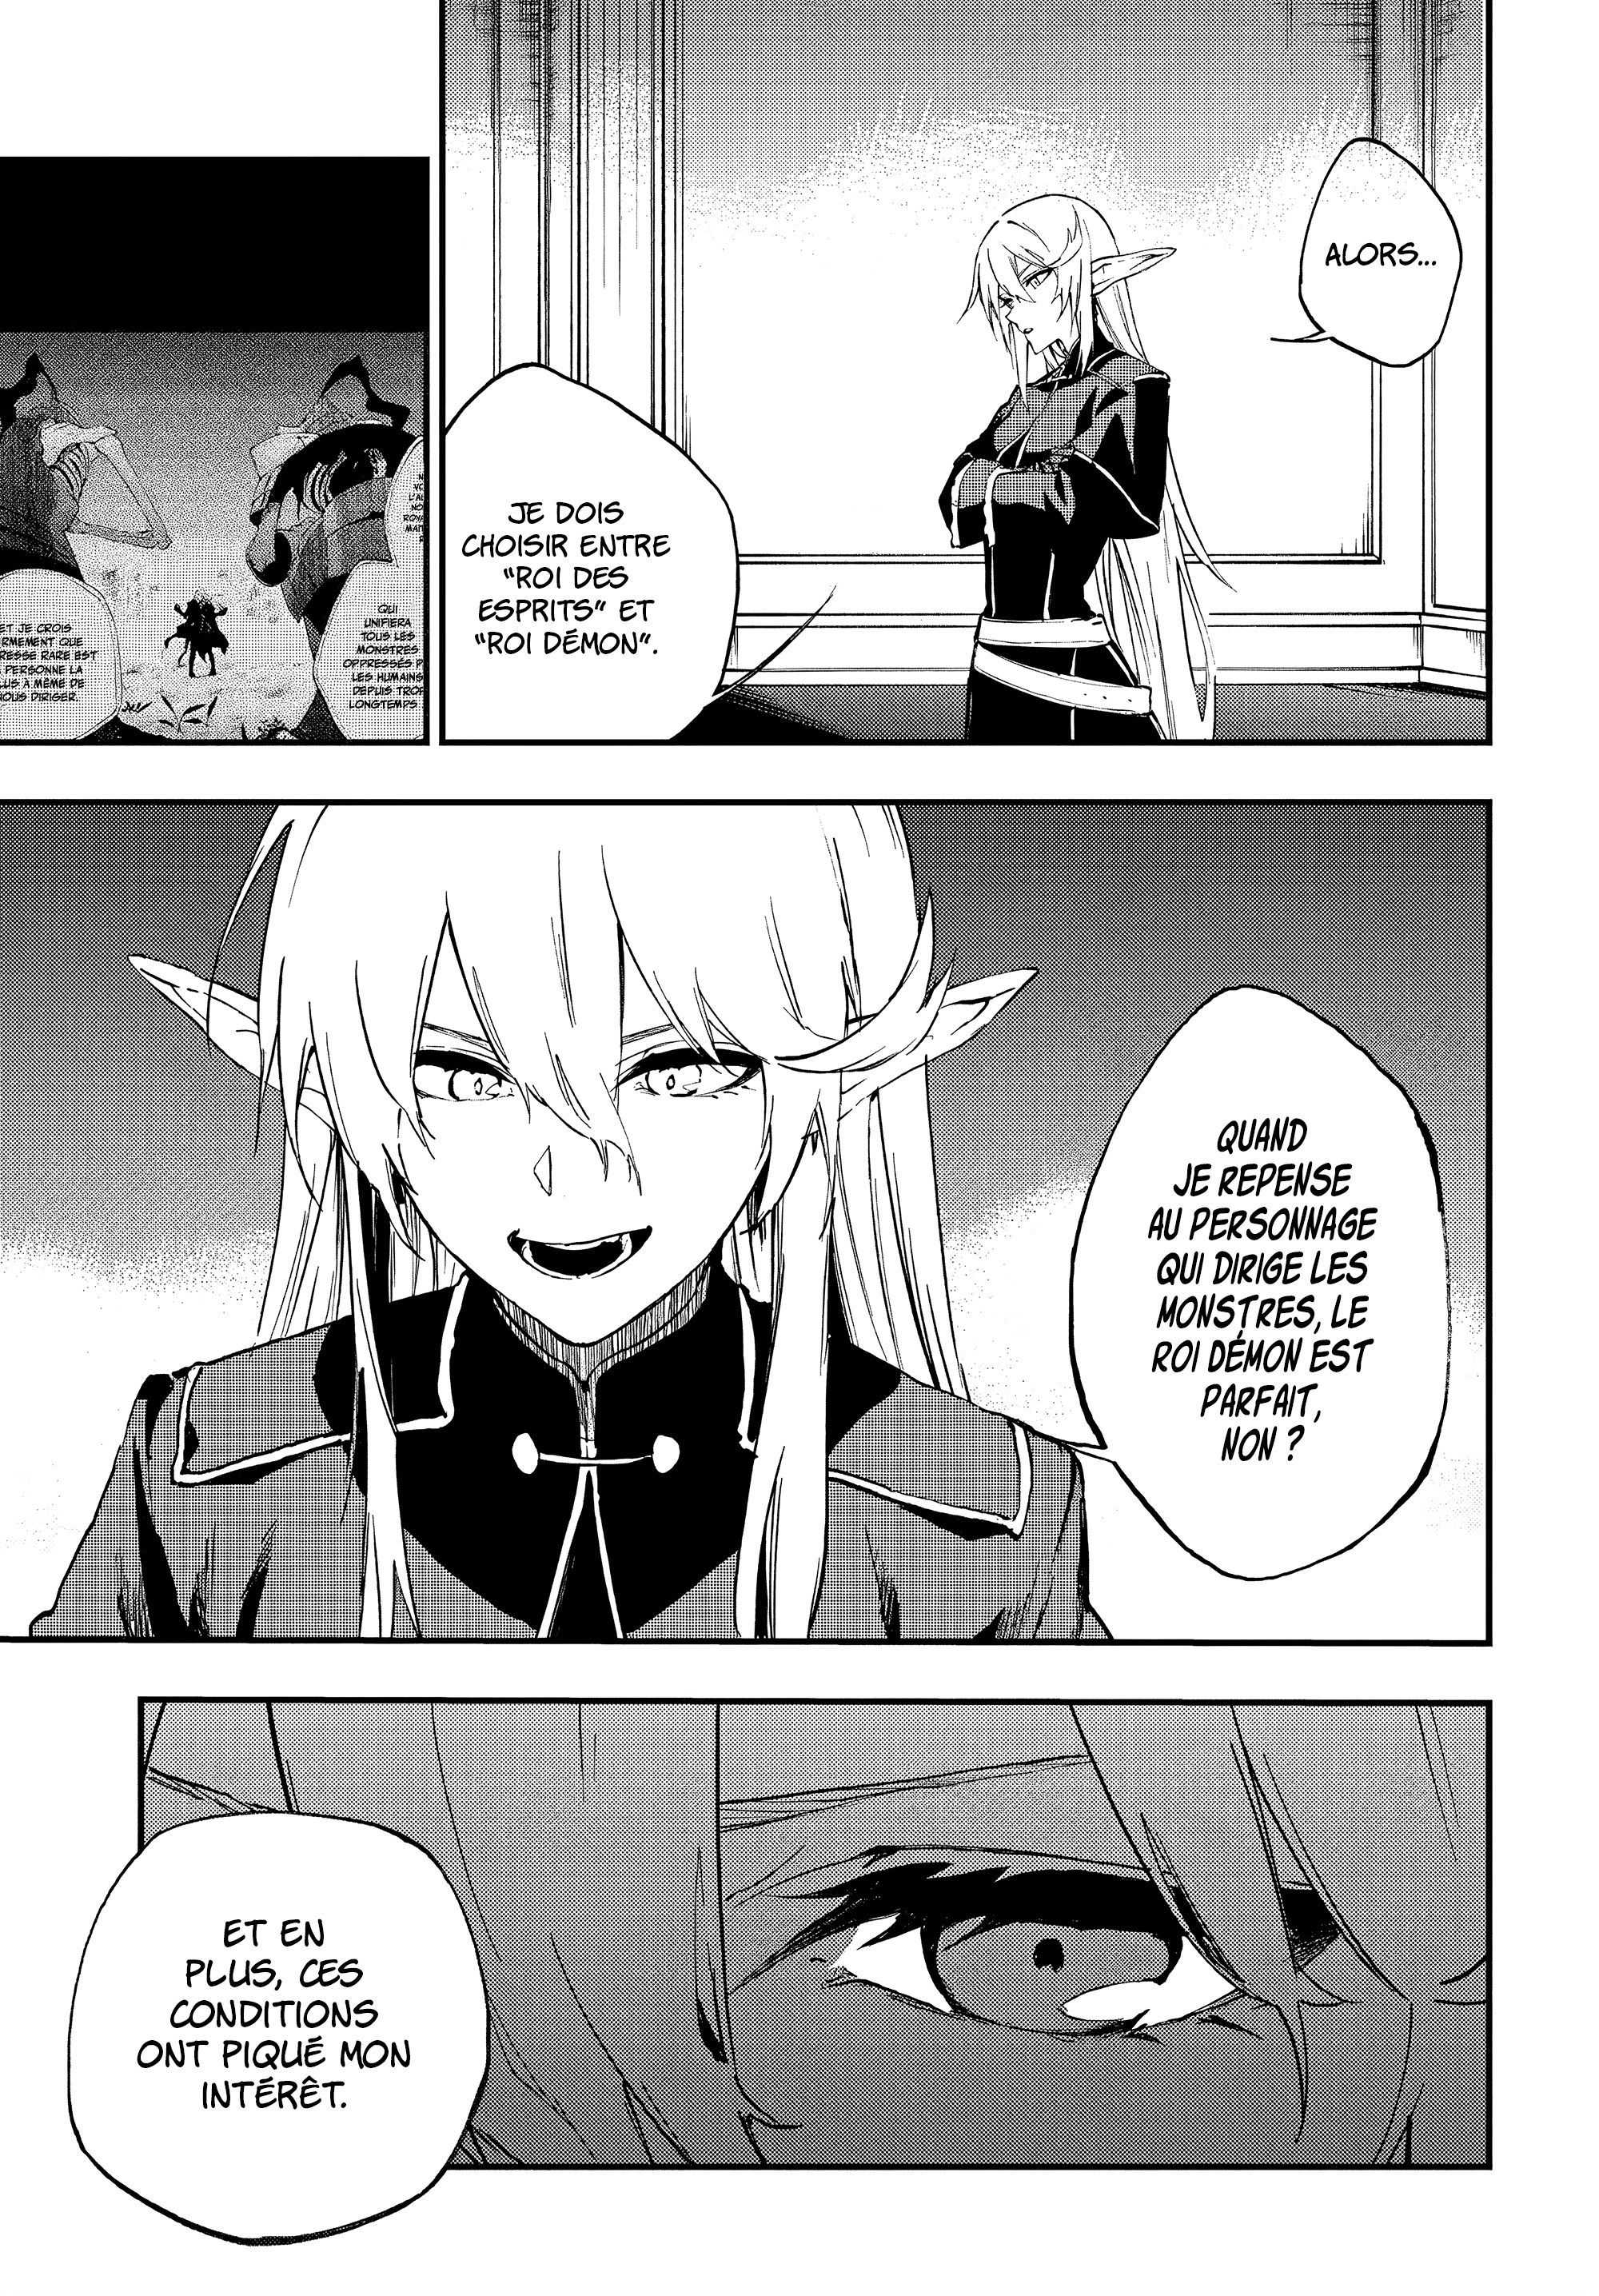 ALORS...
JE DOIS
CHOISIR ENTRE
"ROI DES
ESPRITS" ET
"ROI DÉMON".
QUI
UNIFIERA
TOUS LES
MONSTRES
OPPRESSÉS
LES HUMAINS
DEPUIS
LONGTEMPS
ET JE CROIS
QUE
RARE EST
PERSONNE LA
À MÊME DE
DIRIGER.
QUAND
JE REPENSE
AU PERSONNAGE
QUI DIRIGE LES
MONSTRES, LE
ROI DÉMON EST
PARFAIT,
NON ?
ET EN
PLUS, CES
CONDITIONS
ONT PIQUÉ MON
INTÉRÊT.